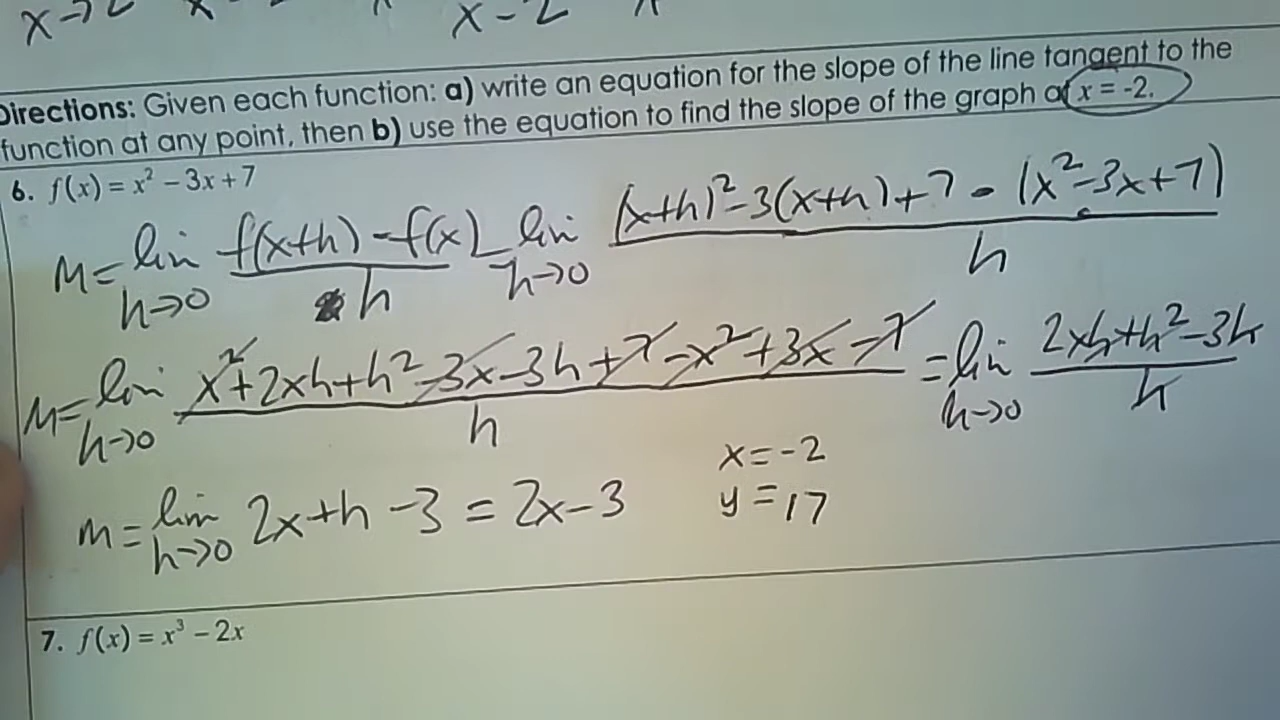 x→2 x - 2
Directions: Given each function: a) write an equation for the slope of the line tangent to the
function at any point, then b) use the equation to find the slope of the graph at x = -2.
6. f(x) = x² − 3x + 7
M = lim h→0 f(x+h) - f(x) / h = lim h→0 (x+h)² - 3(x+h) + 7 - (x² - 3x + 7) / h
M = lim h→0 x² + 2xh + h² - 3x - 3h + 7 - x² + 3x - 7 / h = lim h→0 2xh + h² - 3h / h
x = -2
m = lim h→0 2x + h - 3 = 2x - 3
y = 17
7. f(x) = x³ − 2x